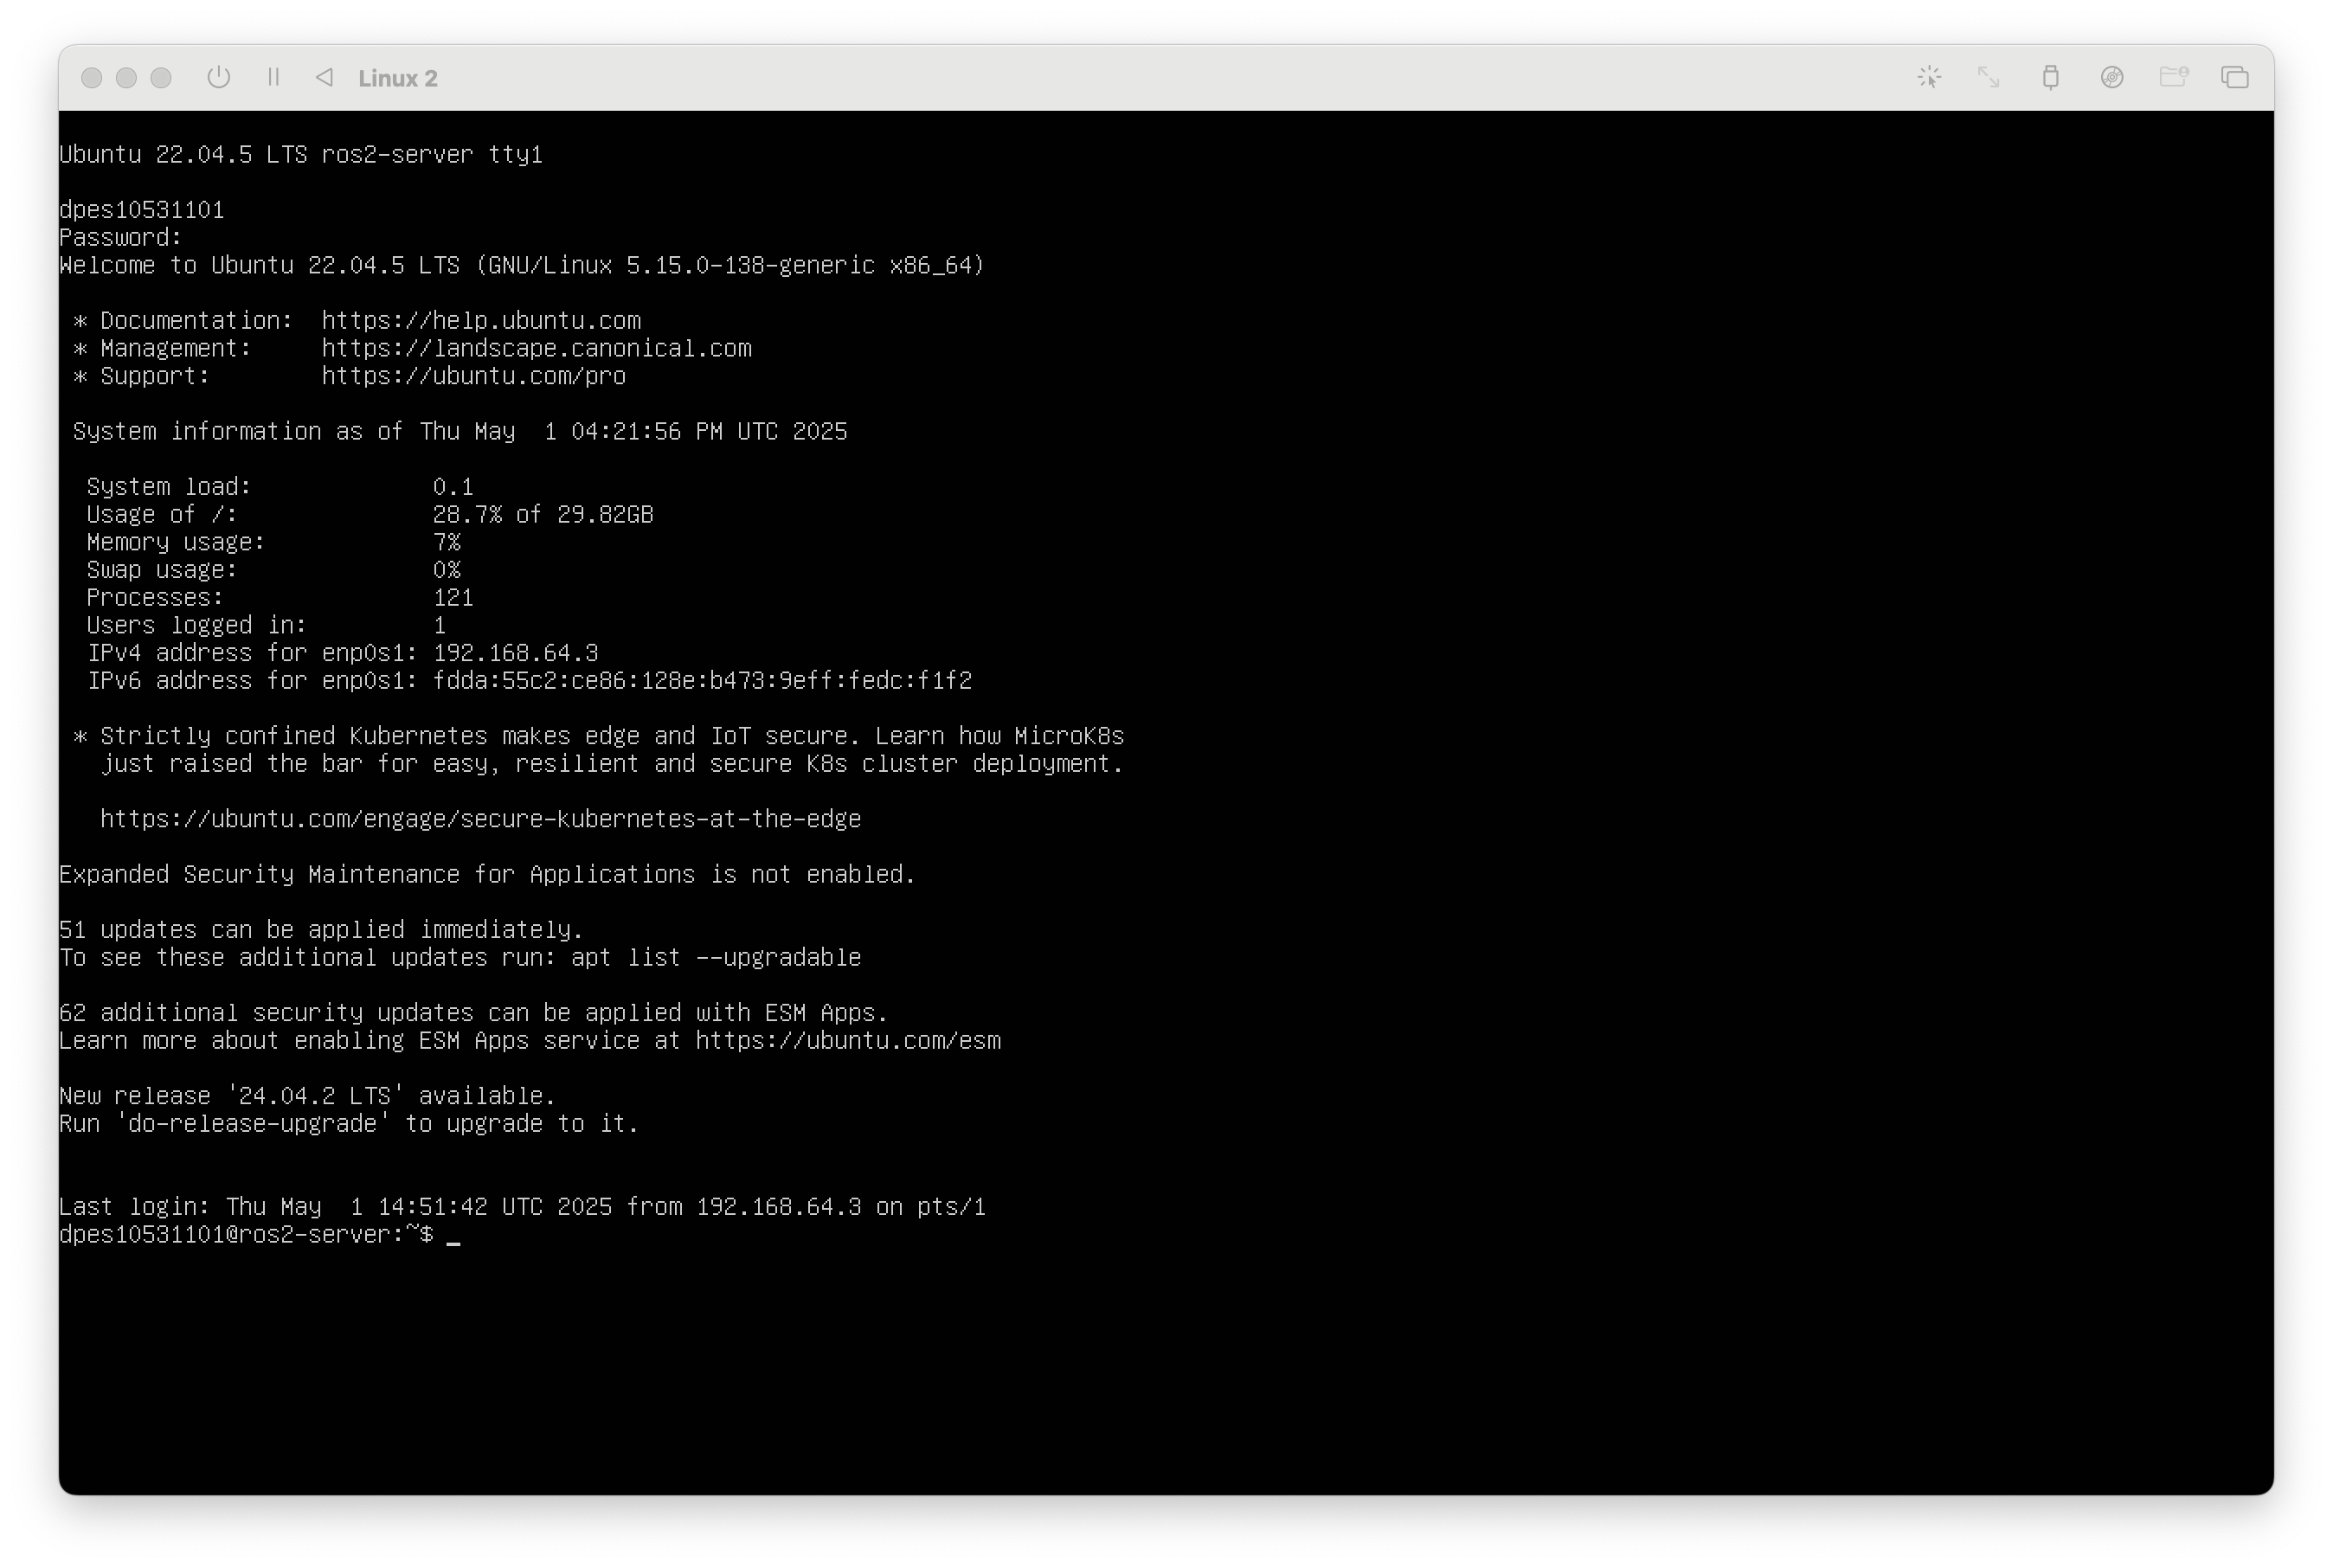 Linux 2
Ubuntu 22.04.5 LTS ros2-server tty1
dpes10531101
Password:
Welcome to Ubuntu 22.04.5 LTS (GNU/Linux 5.15.0-138-generic x86_64)
* Documentation:  https://help.ubuntu.com
* Management:     https://landscape.canonical.com
* Support:        https://ubuntu.com/pro
System information as of Thu May  1 04:21:56 PM UTC 2025
System load:             0.1
Usage of /:              28.7% of 29.82GB
Memory usage:            7%
Swap usage:              0%
Processes:               121
Users logged in:         1
IPv4 address for enp0s1: 192.168.64.3
IPv6 address for enp0s1: fdda:55c2:ce86:128e:b473:9eff:fedc:f1f2
* Strictly confined Kubernetes makes edge and IoT secure. Learn how MicroK8s
just raised the bar for easy, resilient and secure K8s cluster deployment.
https://ubuntu.com/engage/secure-kubernetes-at-the-edge
Expanded Security Maintenance for Applications is not enabled.
51 updates can be applied immediately.
To see these additional updates run: apt list --upgradable
62 additional security updates can be applied with ESM Apps.
Learn more about enabling ESM Apps service at https://ubuntu.com/esm
New release '24.04.2 LTS' available.
Run 'do-release-upgrade' to upgrade to it.
Last login: Thu May  1 14:51:42 UTC 2025 from 192.168.64.3 on pts/1
dpes10531101@ros2-server:~$ _